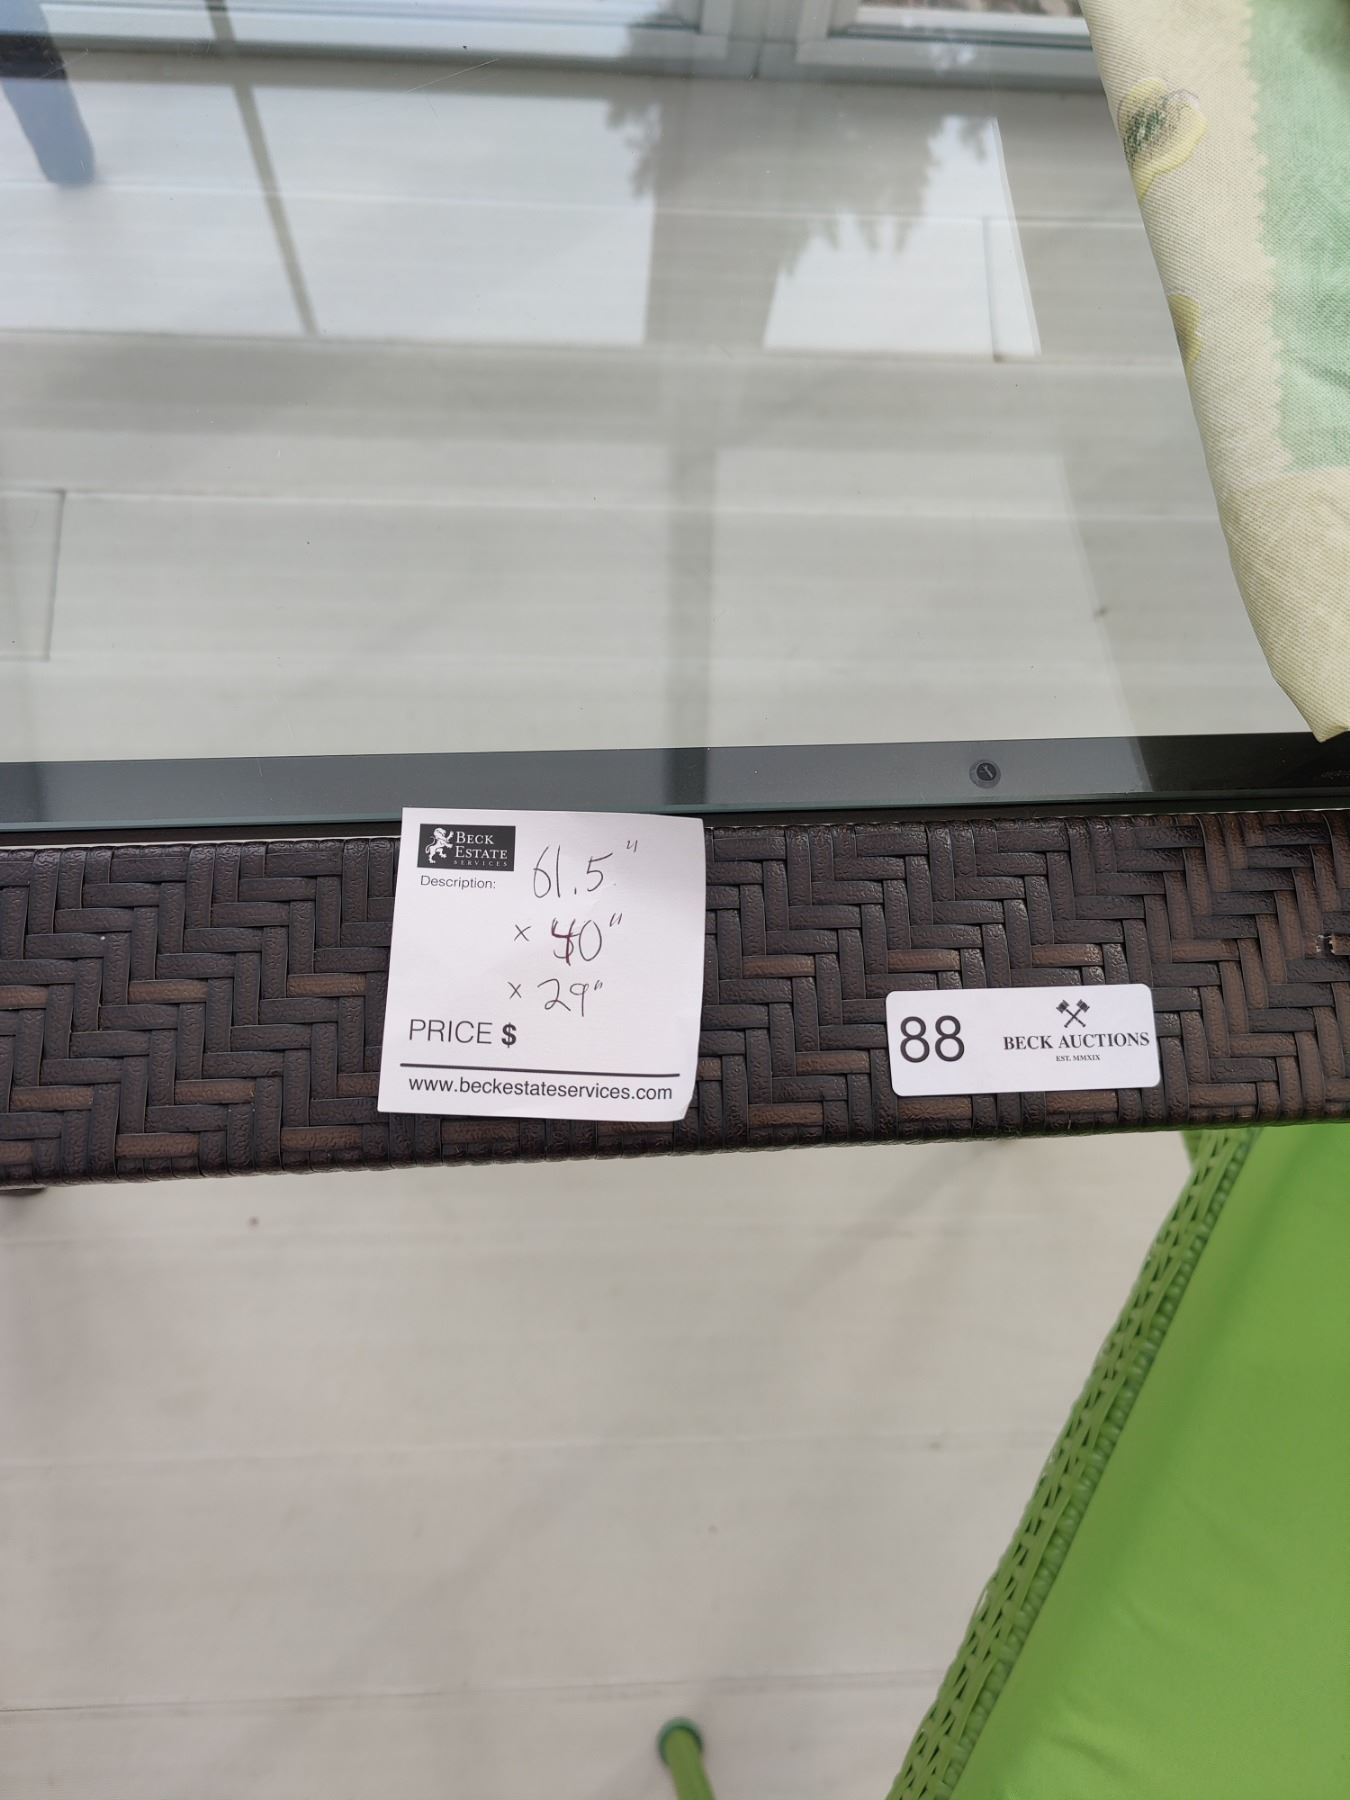 BECK
ESTATE
SERVICES
Description: 61.5"
x 40"
x 29"
PRICE $
www.beckestateservices.com
88
BECK AUCTIONS
EST. MMXIX